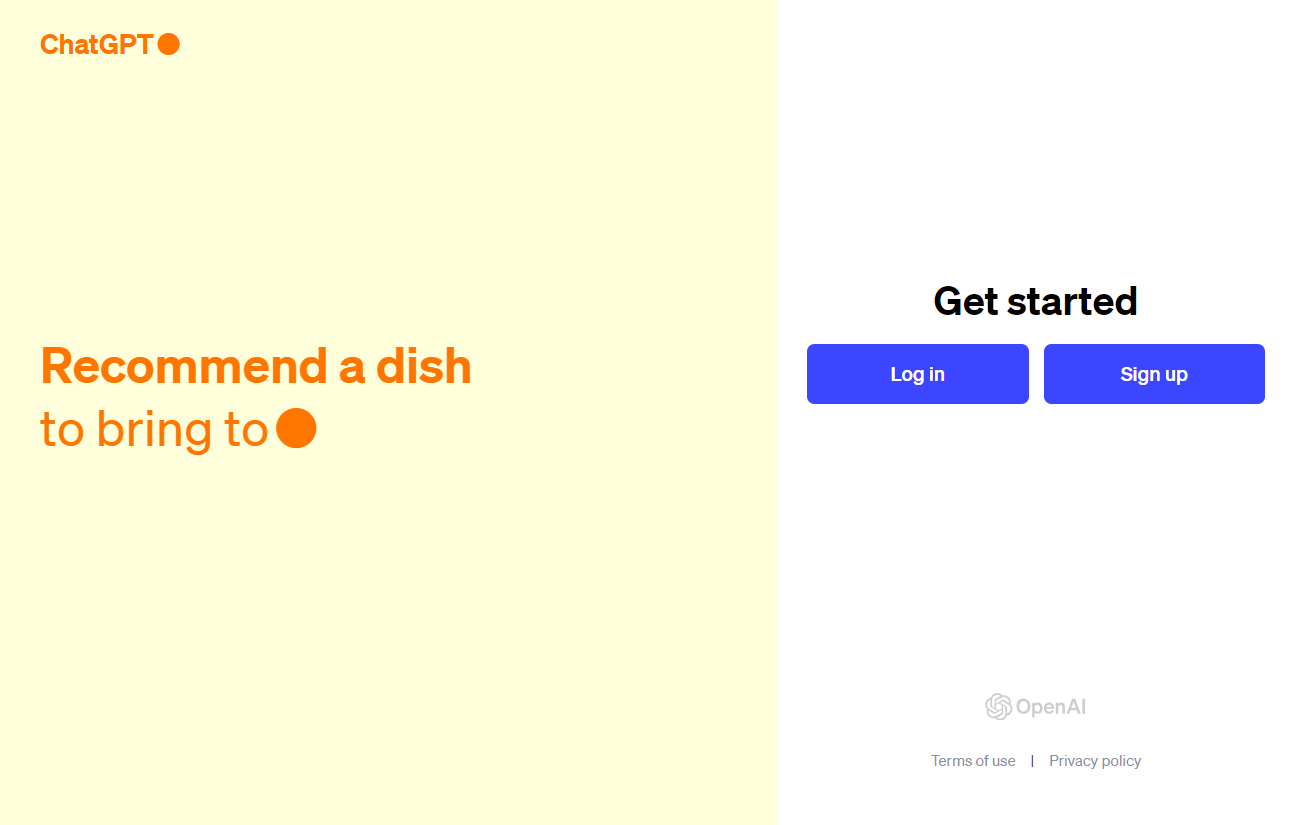 ChatGPT
Recommend a dish
to bring to
Get started
Log in
Sign up
OpenAI
Terms of use | Privacy policy